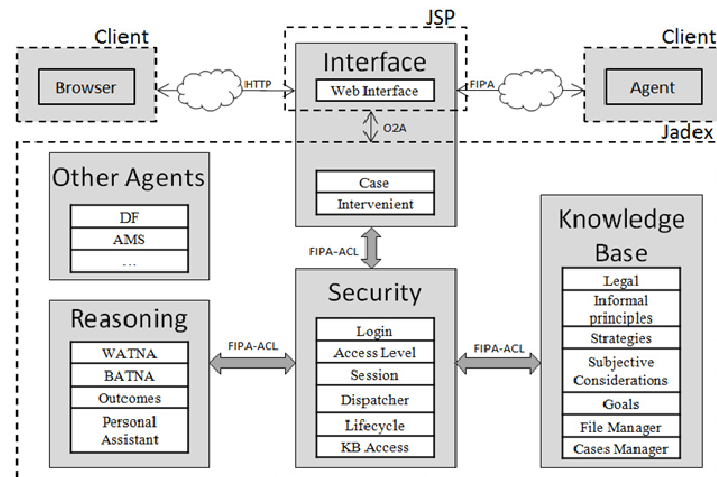 JSP
Client
Interface
Client
Browser
IHTTP
Web Interface
FIPA
Agent
O2A
Jadex
Other Agents
DF
AMS
...
Case
Intervenient
Knowledge
Base
FIPA-ACL
Legal
Informal
principles
Strategies
Subjective
Considerations
Goals
File Manager
Cases Manager
Reasoning
WATNA
BATNA
Outcomes
Personal
Assistant
FIPA-ACL
Security
Login
Access Level
Session
Dispatcher
Lifecycle
KB Access
FIPA-ACL